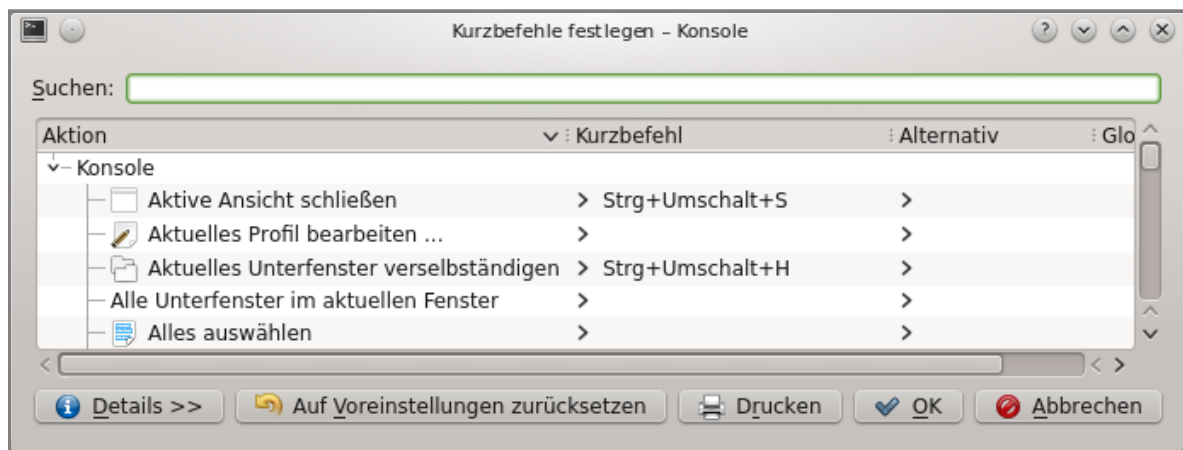 Kurzbefehle festlegen – Konsole
Suchen:
Aktion Kurzbefehl Alternativ Glo
Konsole
Aktive Ansicht schließen Strg+Umschalt+S
Aktuelles Profil bearbeiten ...
Aktuelles Unterfenster verselbständigen Strg+Umschalt+H
Alle Unterfenster im aktuellen Fenster
Alles auswählen
Details >> Auf Voreinstellungen zurücksetzen Drucken OK Abbrechen